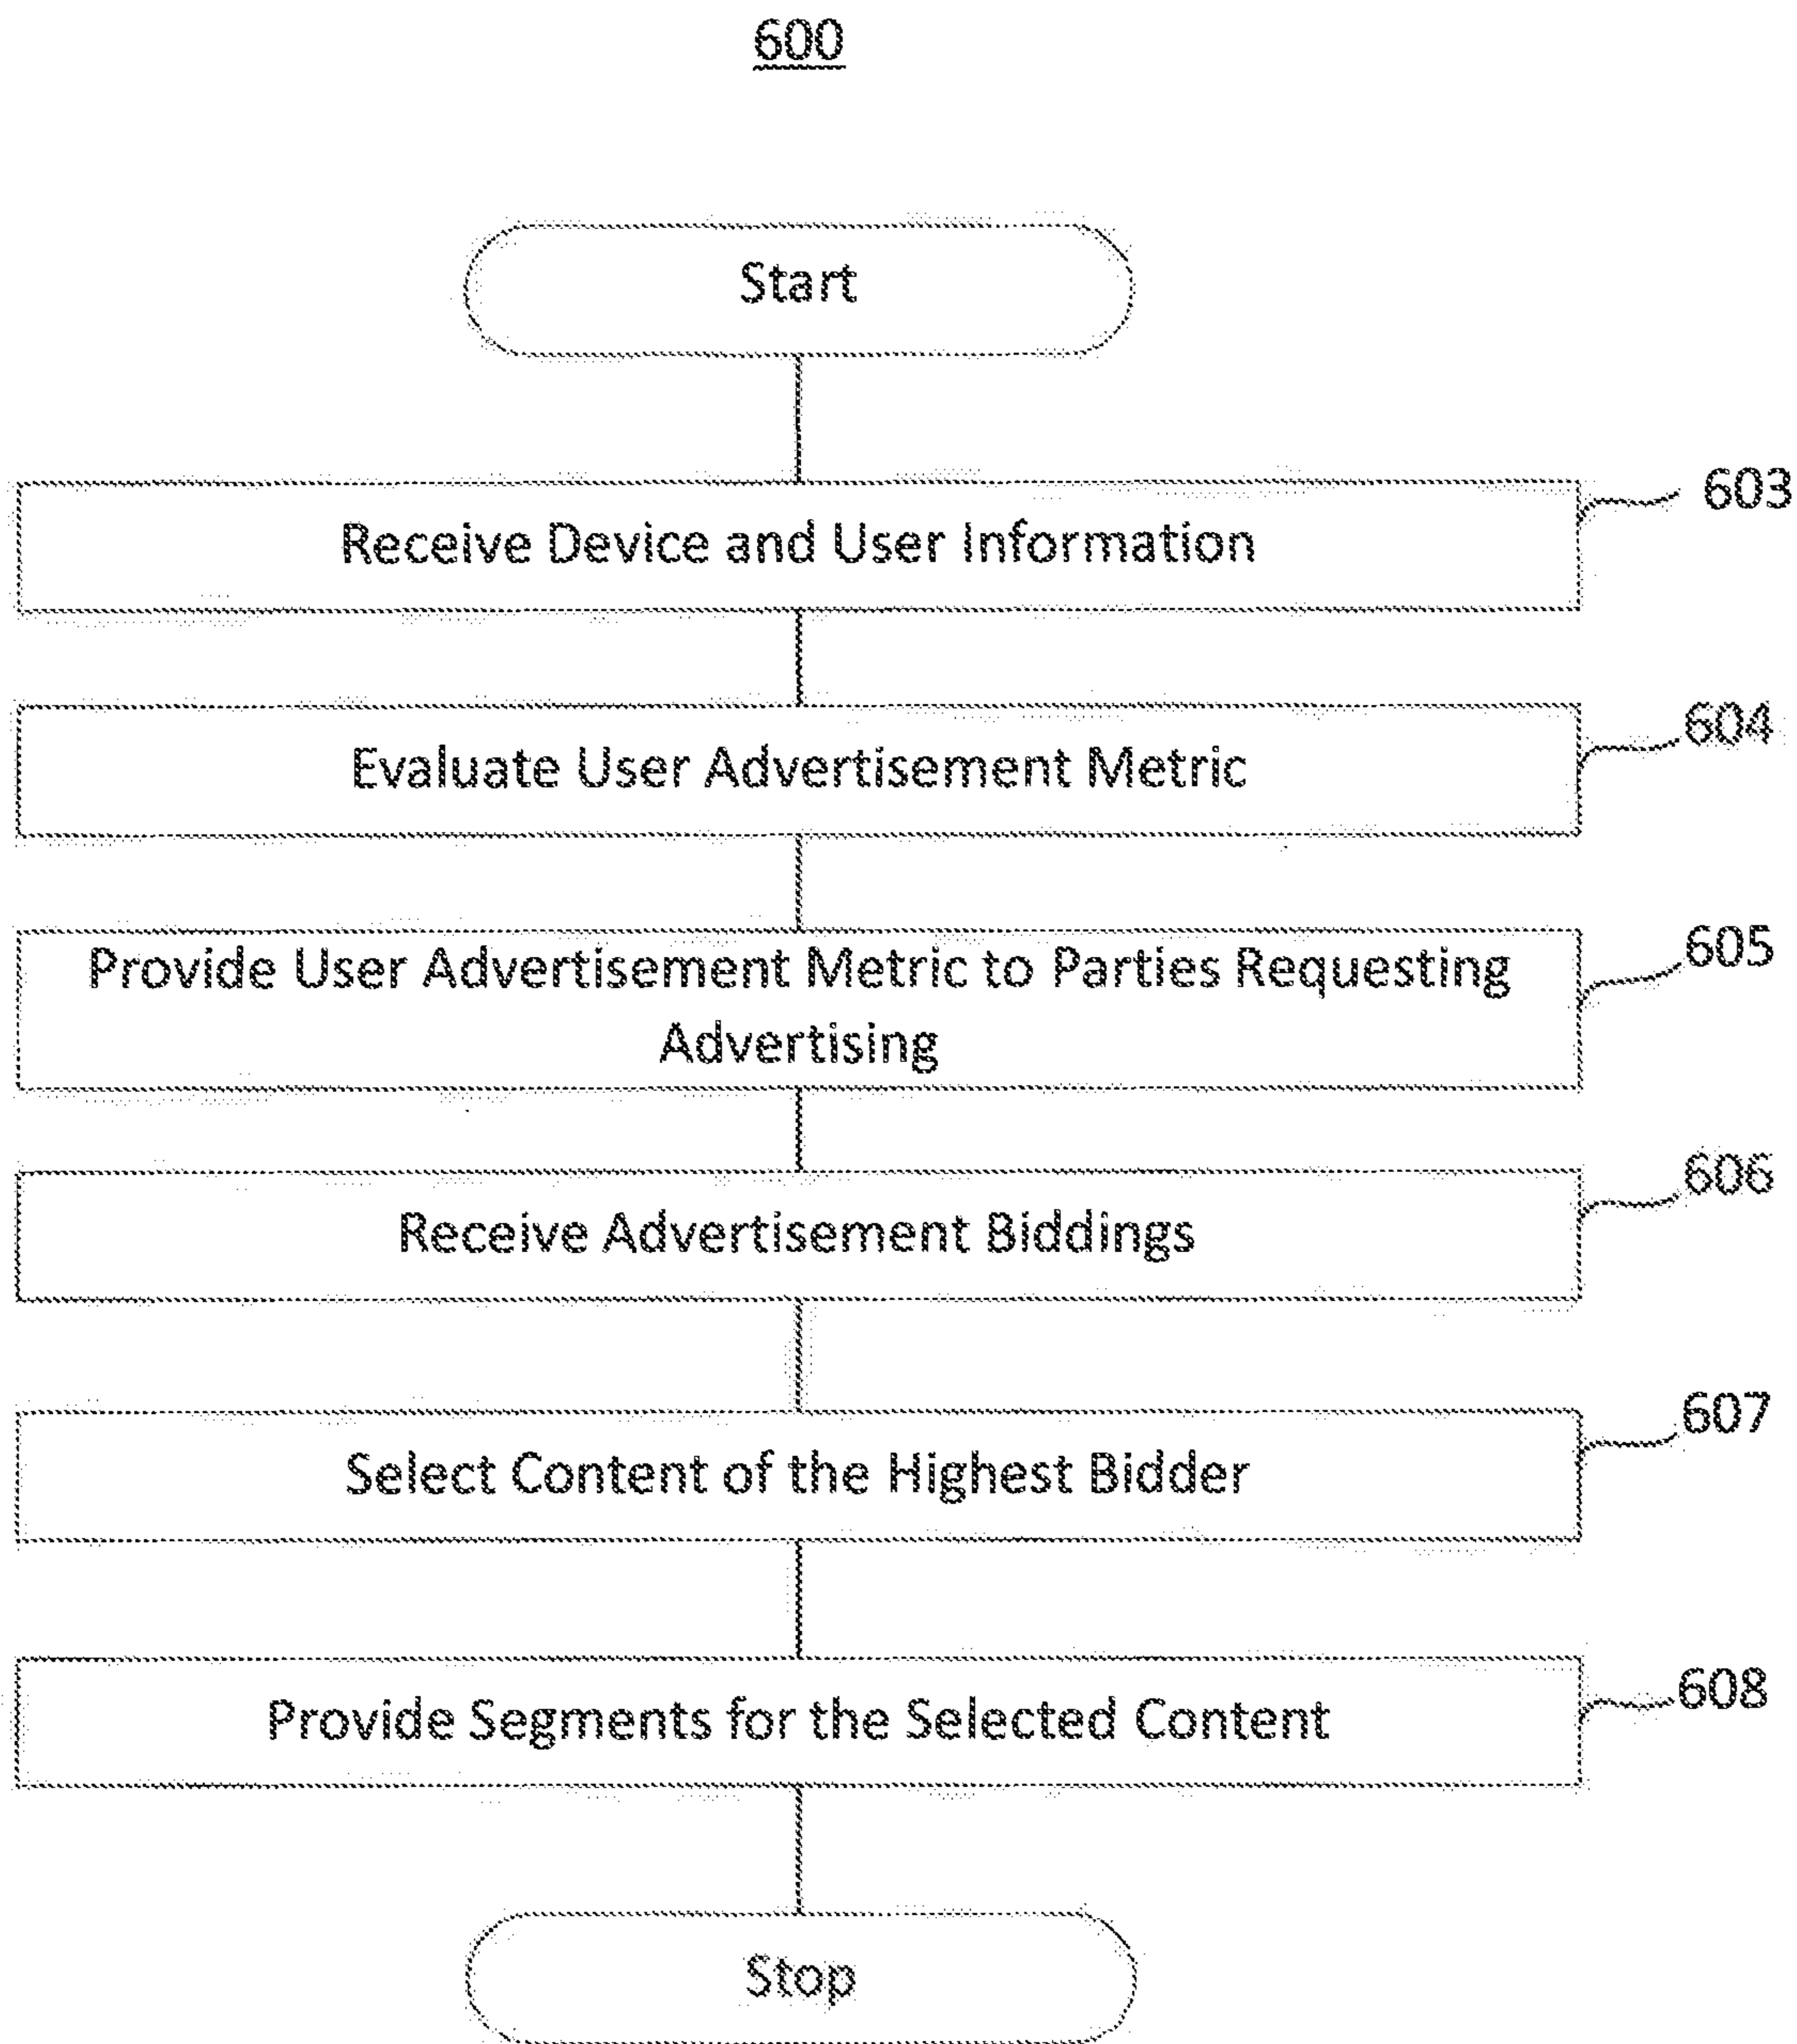 600
Start
Receive Device and User Information
603
Evaluate User Advertisement Metric
604
Provide User Advertisement Metric to Parties Requesting
Advertising
605
Receive Advertisement Biddings
606
Select Content of the Highest Bidder
607
Provide Segments for the Selected Content
608
Stop